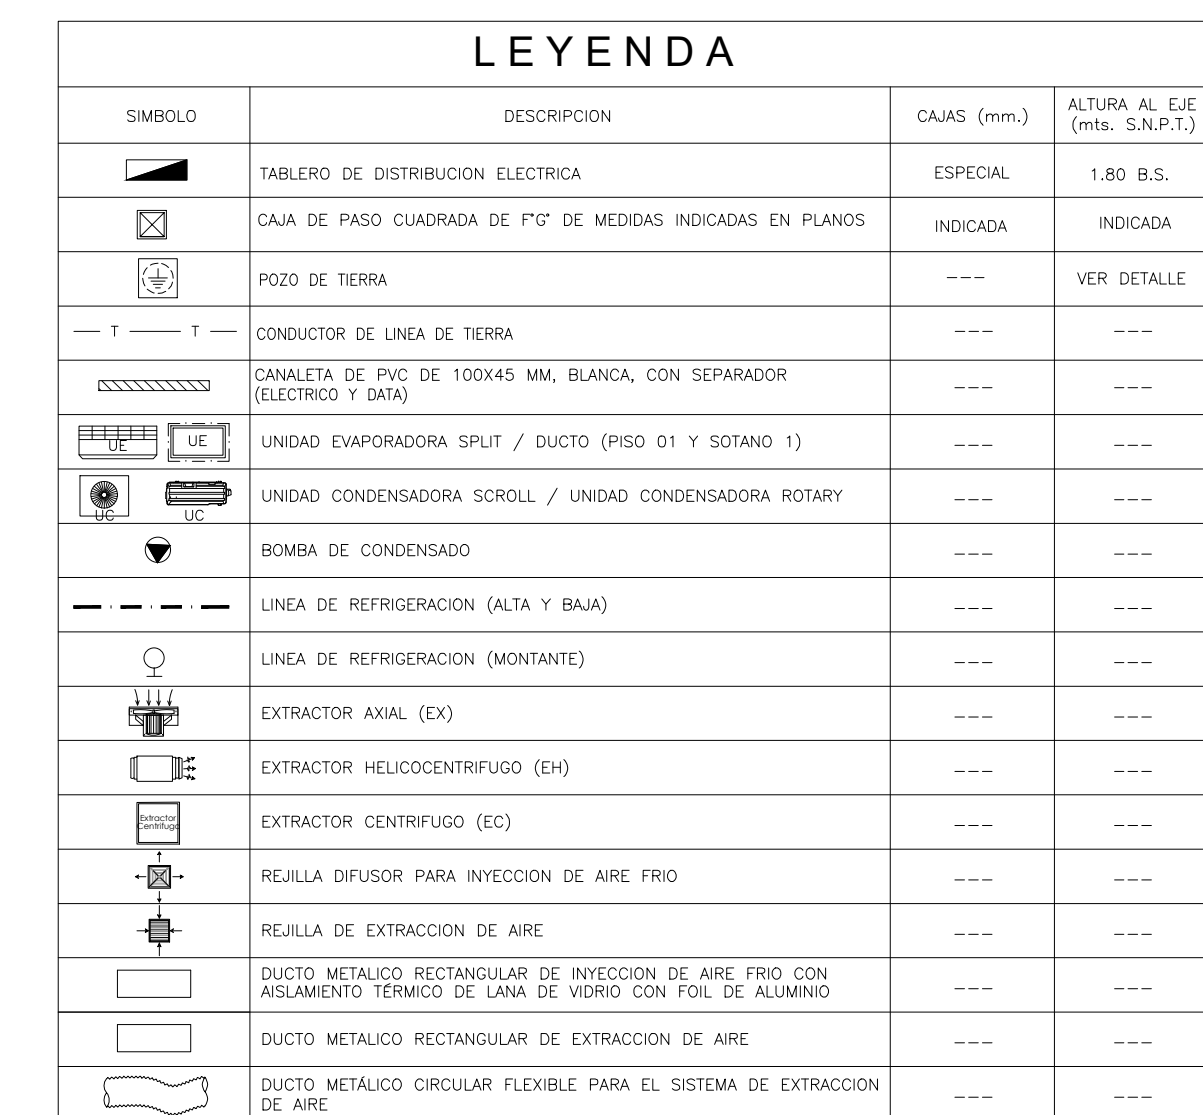 LEYENDA
SIMBOLO DESCRIPCION CAJAS (mm.) ALTURA AL EJE
(mts. S.N.P.T.)
TABLERO DE DISTRIBUCION ELECTRICA ESPECIAL 1.80 B.S.
CAJA DE PASO CUADRADA DE F°G° DE MEDIDAS INDICADAS EN PLANOS INDICADA INDICADA
POZO DE TIERRA --- VER DETALLE
T T CONDUCTOR DE LINEA DE TIERRA --- ---
CANALETA DE PVC DE 100X45 MM, BLANCA, CON SEPARADOR
(ELECTRICO Y DATA) --- ---
UE UE UNIDAD EVAPORADORA SPLIT / DUCTO (PISO 01 Y SOTANO 1) --- ---
UC UC UNIDAD CONDENSADORA SCROLL / UNIDAD CONDENSADORA ROTARY --- ---
BOMBA DE CONDENSADO --- ---
LINEA DE REFRIGERACION (ALTA Y BAJA) --- ---
LINEA DE REFRIGERACION (MONTANTE) --- ---
EXTRACTOR AXIAL (EX) --- ---
EXTRACTOR HELICOCENTRIFUGO (EH) --- ---
Extractor
Centrifugo EXTRACTOR CENTRIFUGO (EC) --- ---
REJILLA DIFUSOR PARA INYECCION DE AIRE FRIO --- ---
REJILLA DE EXTRACCION DE AIRE --- ---
DUCTO METALICO RECTANGULAR DE INYECCION DE AIRE FRIO CON
AISLAMIENTO TÉRMICO DE LANA DE VIDRIO CON FOIL DE ALUMINIO --- ---
DUCTO METALICO RECTANGULAR DE EXTRACCION DE AIRE --- ---
DUCTO METÁLICO CIRCULAR FLEXIBLE PARA EL SISTEMA DE EXTRACCION
DE AIRE --- ---